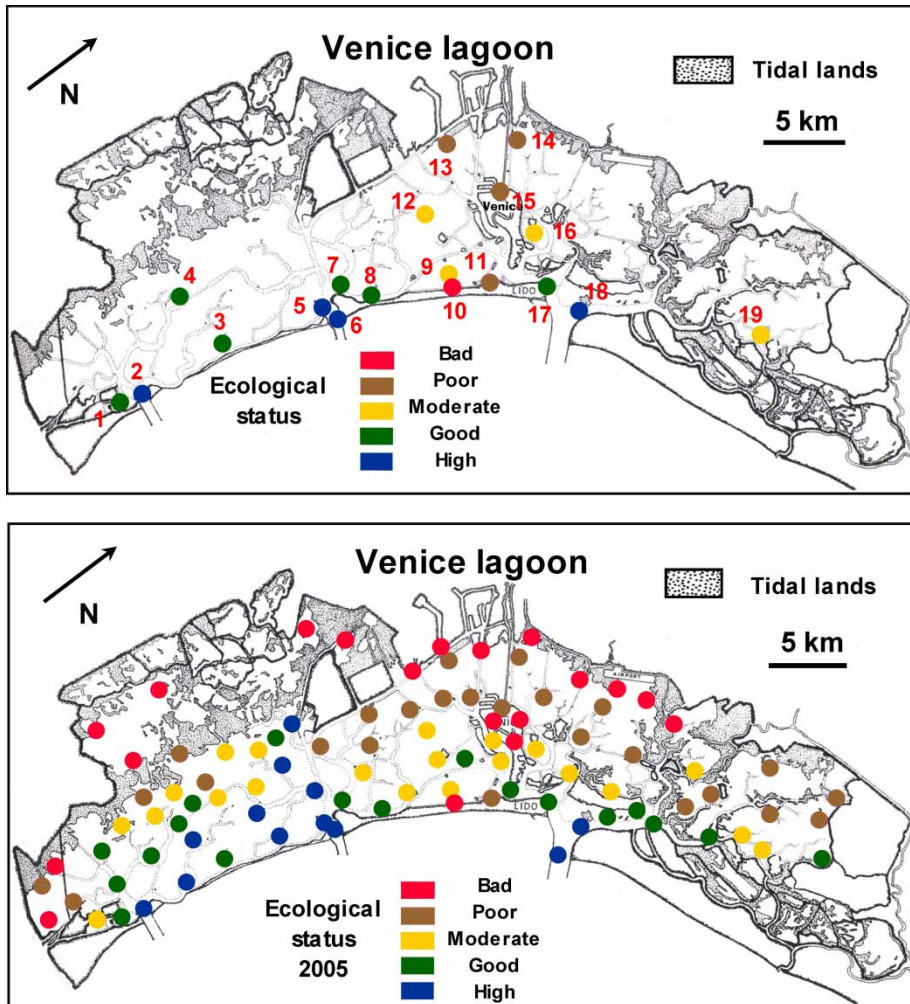 Venice lagoon
N
Tidal lands
5 km
14
13
12
15
Venice
16
4
7
8
9
11
5
6
10
LIDO
17
18
19
3
2
1
Ecological
status
Bad
Poor
Moderate
Good
High
Venice lagoon
N
Tidal lands
5 km
AIRPORT
LIDO
Ecological
status
2005
Bad
Poor
Moderate
Good
High